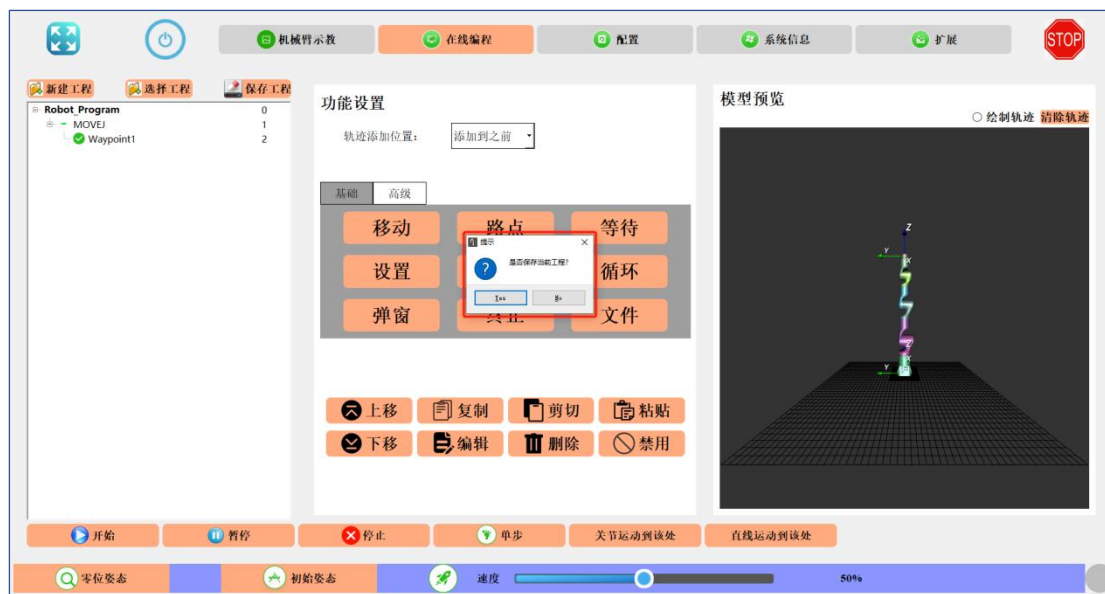 机械臂示教
在线编程
配置
系统信息
扩展
STOP
新建工程
选择工程
保存工程
Robot_Program 0
MOVEJ 1
Waypoint1 2
功能设置
轨迹添加位置：
添加到之前
基础
高级
移动
路点
等待
设置
循环
弹窗
终止
文件
提示
是否保存当前工程?
Yes
No
上移
复制
剪切
粘贴
下移
编辑
删除
禁用
模型预览
绘制轨迹
清除轨迹
Z
Y
X
Z
Y
X
开始
暂停
停止
单步
关节运动到该处
直线运动到该处
零位姿态
初始姿态
速度
50%